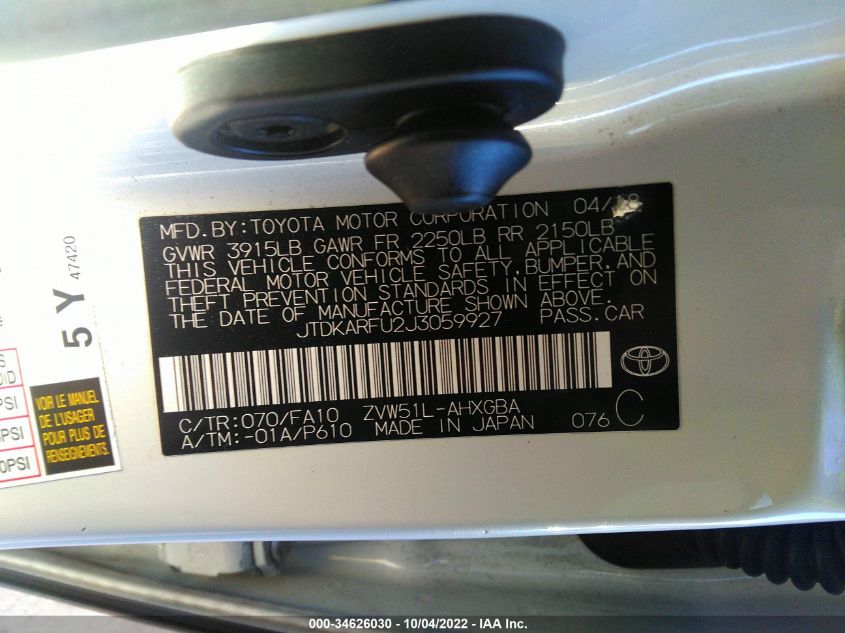 MFD. BY: TOYOTA MOTOR CORPORATION 04/18
GVWR 3915LB GAWR FR 2250LB RR 2150LB
THIS VEHICLE CONFORMS TO ALL APPLICABLE
FEDERAL MOTOR VEHICLE SAFETY, BUMPER, AND
THEFT PREVENTION STANDARDS IN EFFECT ON
THE DATE OF MANUFACTURE SHOWN ABOVE.
JTDKARFU2J3059927 PASS. CAR
C/TR:070/FA10 ZVW51L-AHXGBA
A/TM:-01A/P610 MADE IN JAPAN 076 C
5 Y 47420
VOIR LE MANUEL
DE L'USAGER
POUR PLUS DE
RENSEIGNEMENTS.
PSI
PSI
0PSI
000-34626030 - 10/04/2022 - IAA Inc.